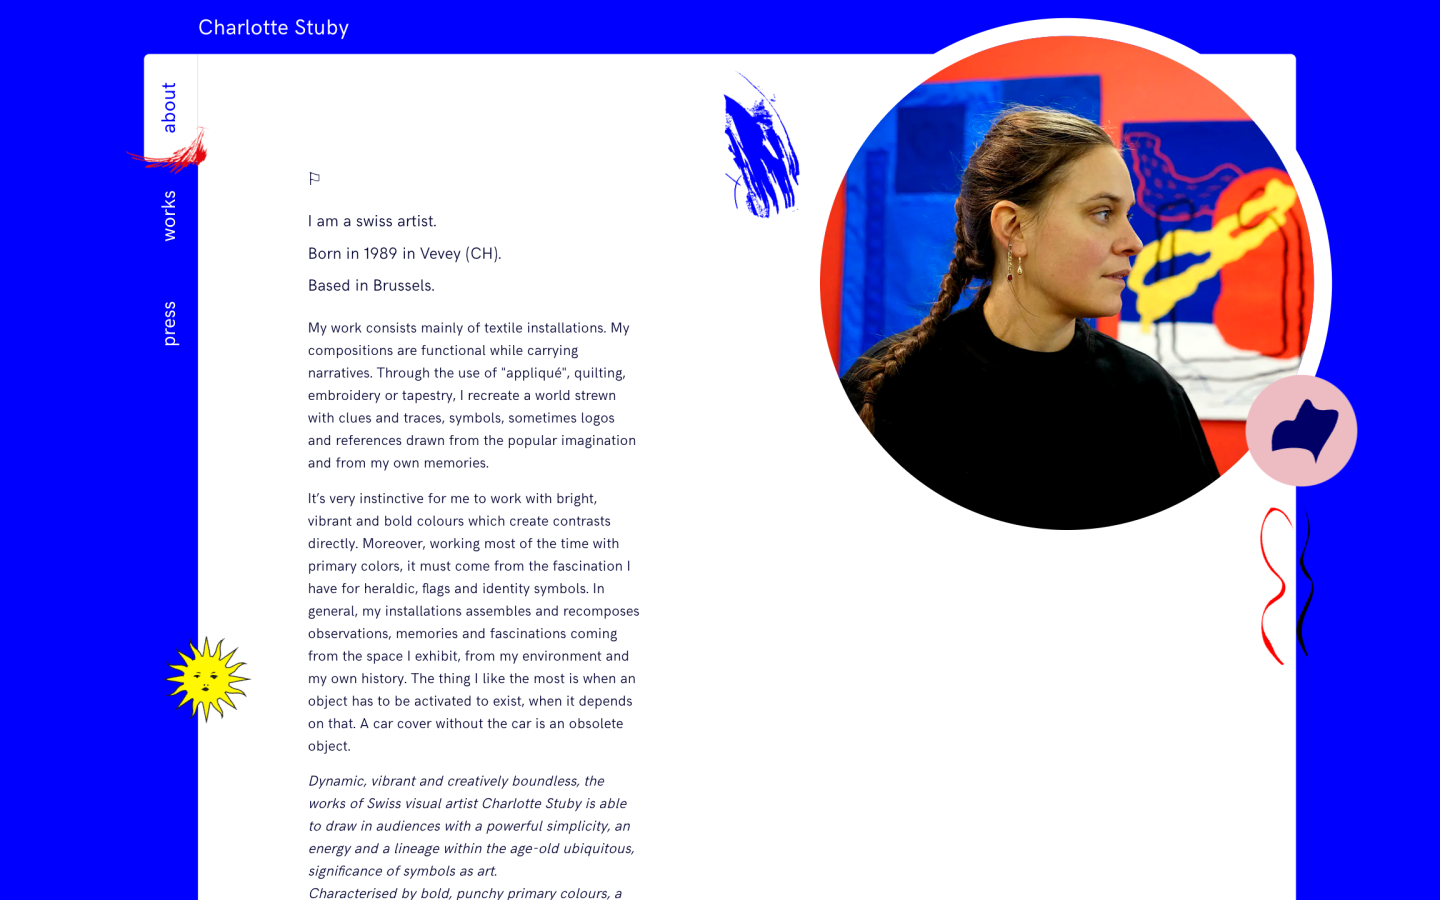 Charlotte Stuby
about
works
press
I am a swiss artist.
Born in 1989 in Vevey (CH).
Based in Brussels.
My work consists mainly of textile installations. My
compositions are functional while carrying
narratives. Through the use of "appliqué", quilting,
embroidery or tapestry, I recreate a world strewn
with clues and traces, symbols, sometimes logos
and references drawn from the popular imagination
and from my own memories.
It’s very instinctive for me to work with bright,
vibrant and bold colours which create contrasts
directly. Moreover, working most of the time with
primary colors, it must come from the fascination I
have for heraldic, flags and identity symbols. In
general, my installations assembles and recomposes
observations, memories and fascinations coming
from the space I exhibit, from my environment and
my own history. The thing I like the most is when an
object has to be activated to exist, when it depends
on that. A car cover without the car is an obsolete
object.
Dynamic, vibrant and creatively boundless, the
works of Swiss visual artist Charlotte Stuby is able
to draw in audiences with a powerful simplicity, an
energy and a lineage within the age-old ubiquitous,
significance of symbols as art.
Characterised by bold, punchy primary colours, a